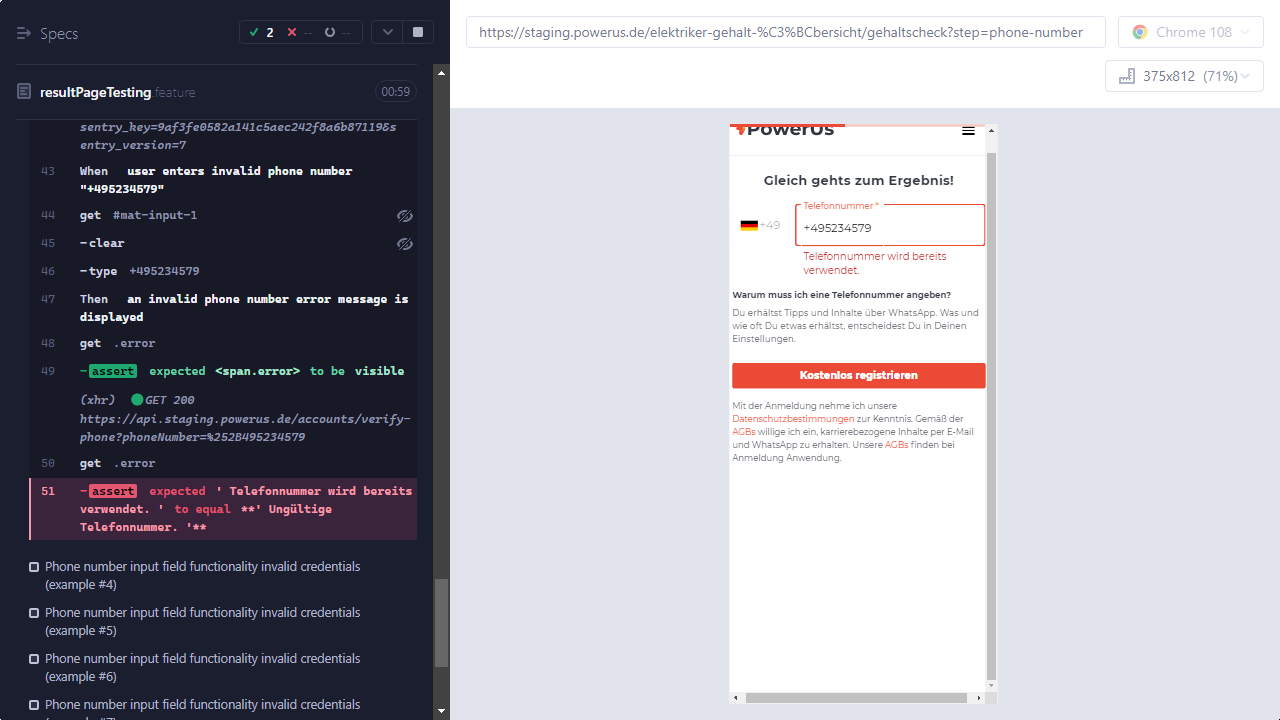 Specs
2
--
--
https://staging.powerus.de/elektriker-gehalt-%C3%BCbersicht/gehaltscheck?step=phone-number
Chrome 108
375x812 (71%)
resultPageTesting.feature
00:59
sentry_key=9af3fe0582a141c5aec242f8a6b87119&s
entry_version=7
43 When user enters invalid phone number
"+495234579"
44 get #mat-input-1
45 -clear
46 -type +495234579
47 Then an invalid phone number error message is
displayed
48 get .error
49 -assert expected <span.error> to be visible
(xhr) GET 200
https://api.staging.powerus.de/accounts/verify-
phone?phoneNumber=%252B495234579
50 get .error
51 -assert expected ' Telefonnummer wird bereits
verwendet. ' to equal **' Ungültige
Telefonnummer. '**
Phone number input field functionality invalid credentials
(example #4)
Phone number input field functionality invalid credentials
(example #5)
Phone number input field functionality invalid credentials
(example #6)
Phone number input field functionality invalid credentials
(example #7)
PowerUs
Gleich gehts zum Ergebnis!
Telefonnummer *
+49
+495234579
Telefonnummer wird bereits
verwendet.
Warum muss ich eine Telefonnummer angeben?
Du erhältst Tipps und Inhalte über WhatsApp. Was und
wie oft Du etwas erhältst, entscheidest Du in Deinen
Einstellungen.
Kostenlos registrieren
Mit der Anmeldung nehme ich unsere
Datenschutzbestimmungen zur Kenntnis. Gemäß der
AGBs willige ich ein, karrierebezogene Inhalte per E-Mail
und WhatsApp zu erhalten. Unsere AGBs finden bei
Anmeldung Anwendung.